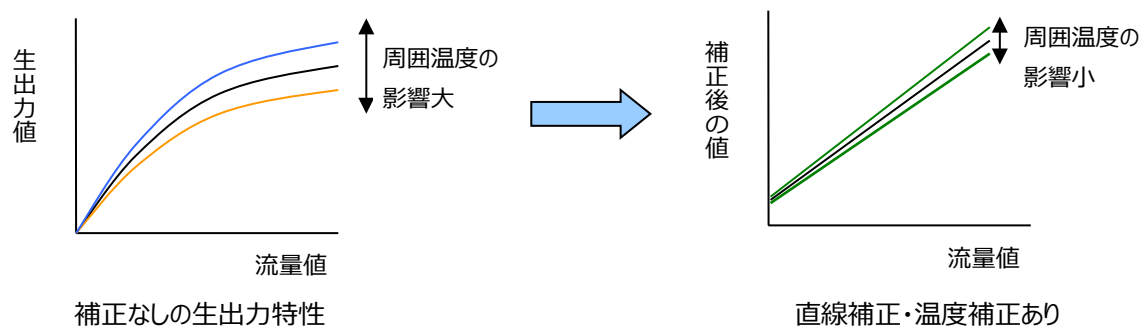 生出力値
周囲温度の
影響大
流量値
補正なしの生出力特性
補正後の値
周囲温度の
影響小
流量値
直線補正・温度補正あり